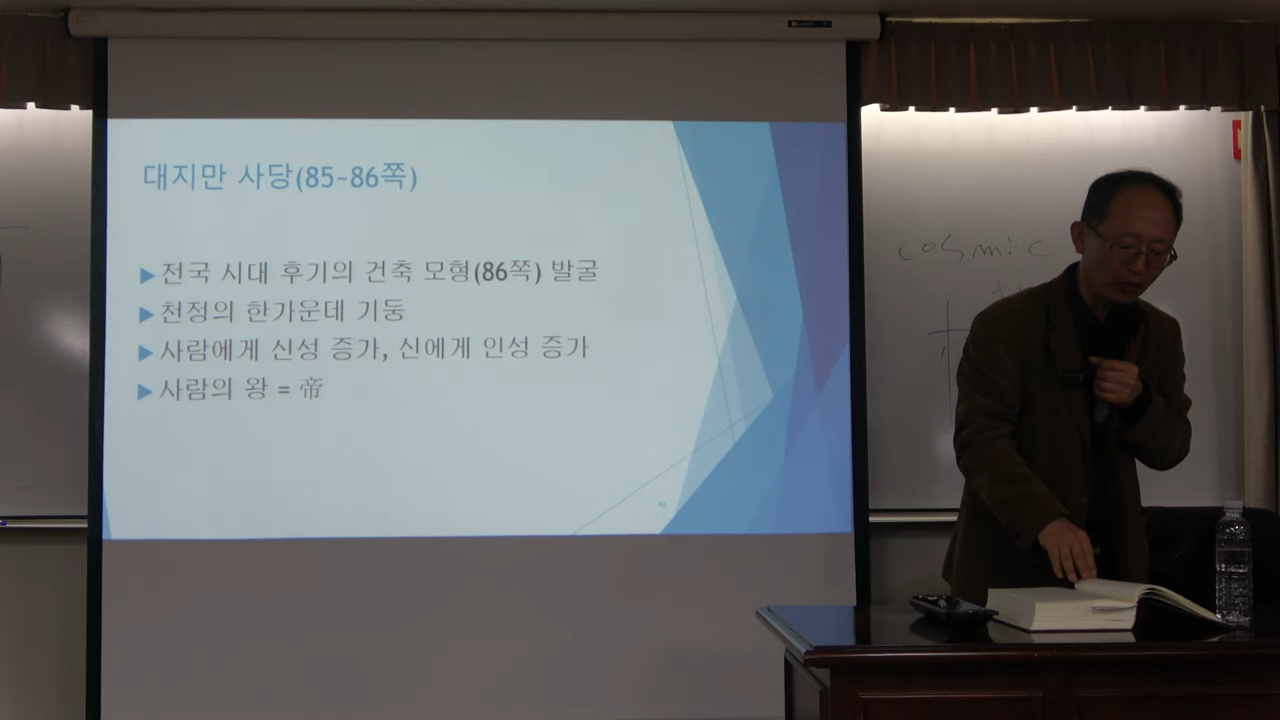 대지만 사당(85~86쪽)
▶전국 시대 후기의 건축 모형(86쪽) 발굴
▶천정의 한가운데 기둥
▶사람에게 신성 증가, 신에게 인성 증가
▶사람의 왕 = 帝
cosmic